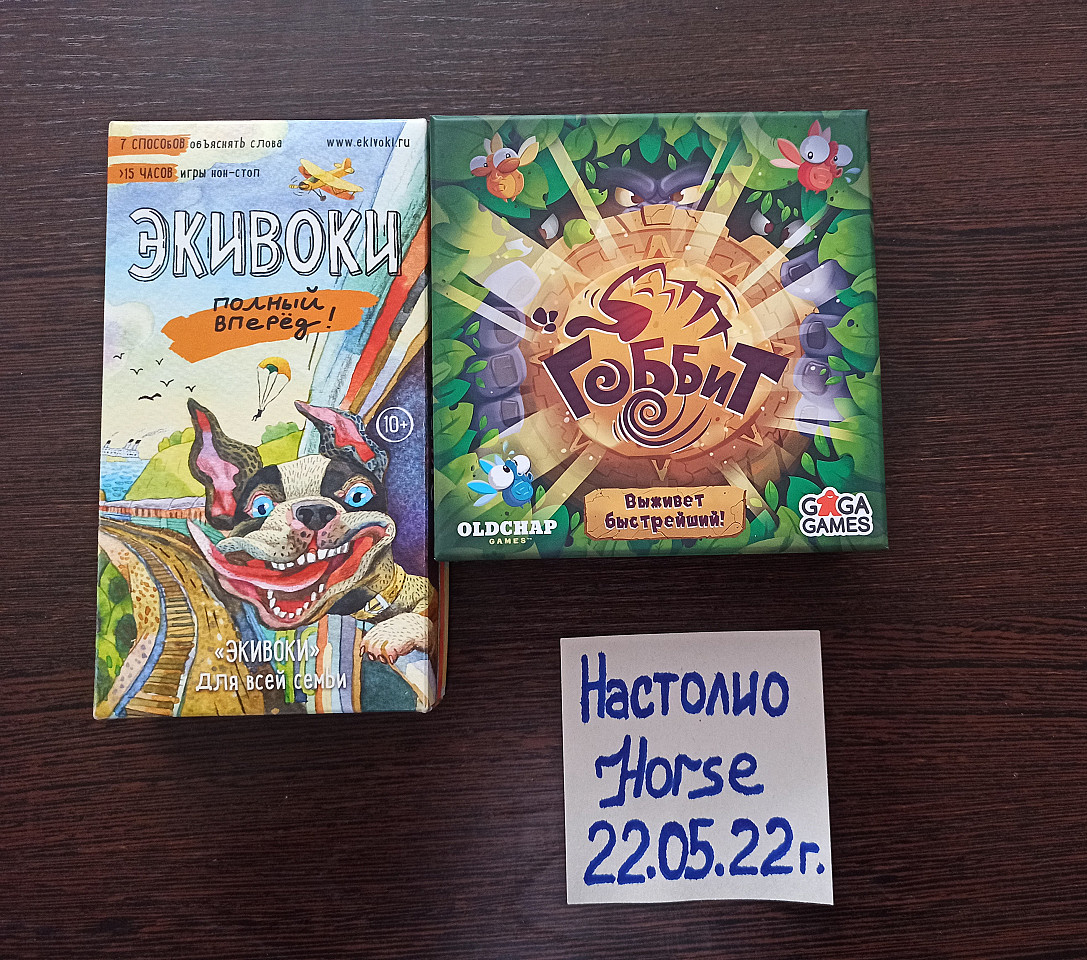 7 СПОСОБОВ объяснять слова
www.ekivoki.ru
>15 ЧАСОВ игры нон-стоп
ЭКИВОКИ
полный
вперёд!
10+
«ЭКИВОКИ»
для всей семьи
ГОББИТ
Выживет
быстрейший!
OLDCHAP
GAMES™
GAGA
GAMES
Настолио
Horse
22.05.22г.